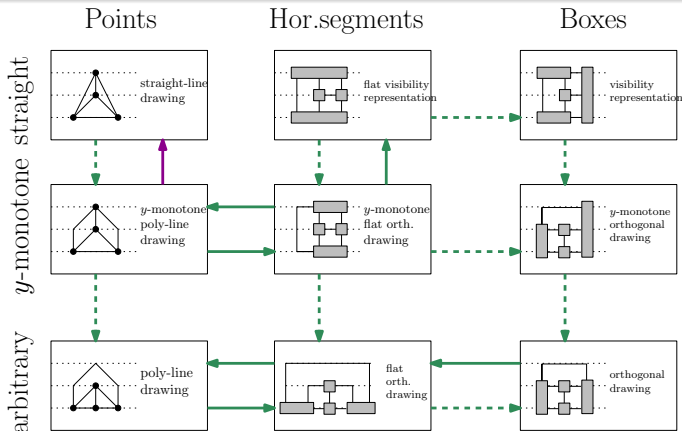 Points Hor.segments Boxes
straight
straight-line
drawing
flat visibility
representation
visibility
representation
y-monotone
y-monotone
poly-line
drawing
y-monotone
flat orth.
drawing
y-monotone
orthogonal
drawing
arbitrary
poly-line
drawing
flat
orth.
drawing
orthogonal
drawing